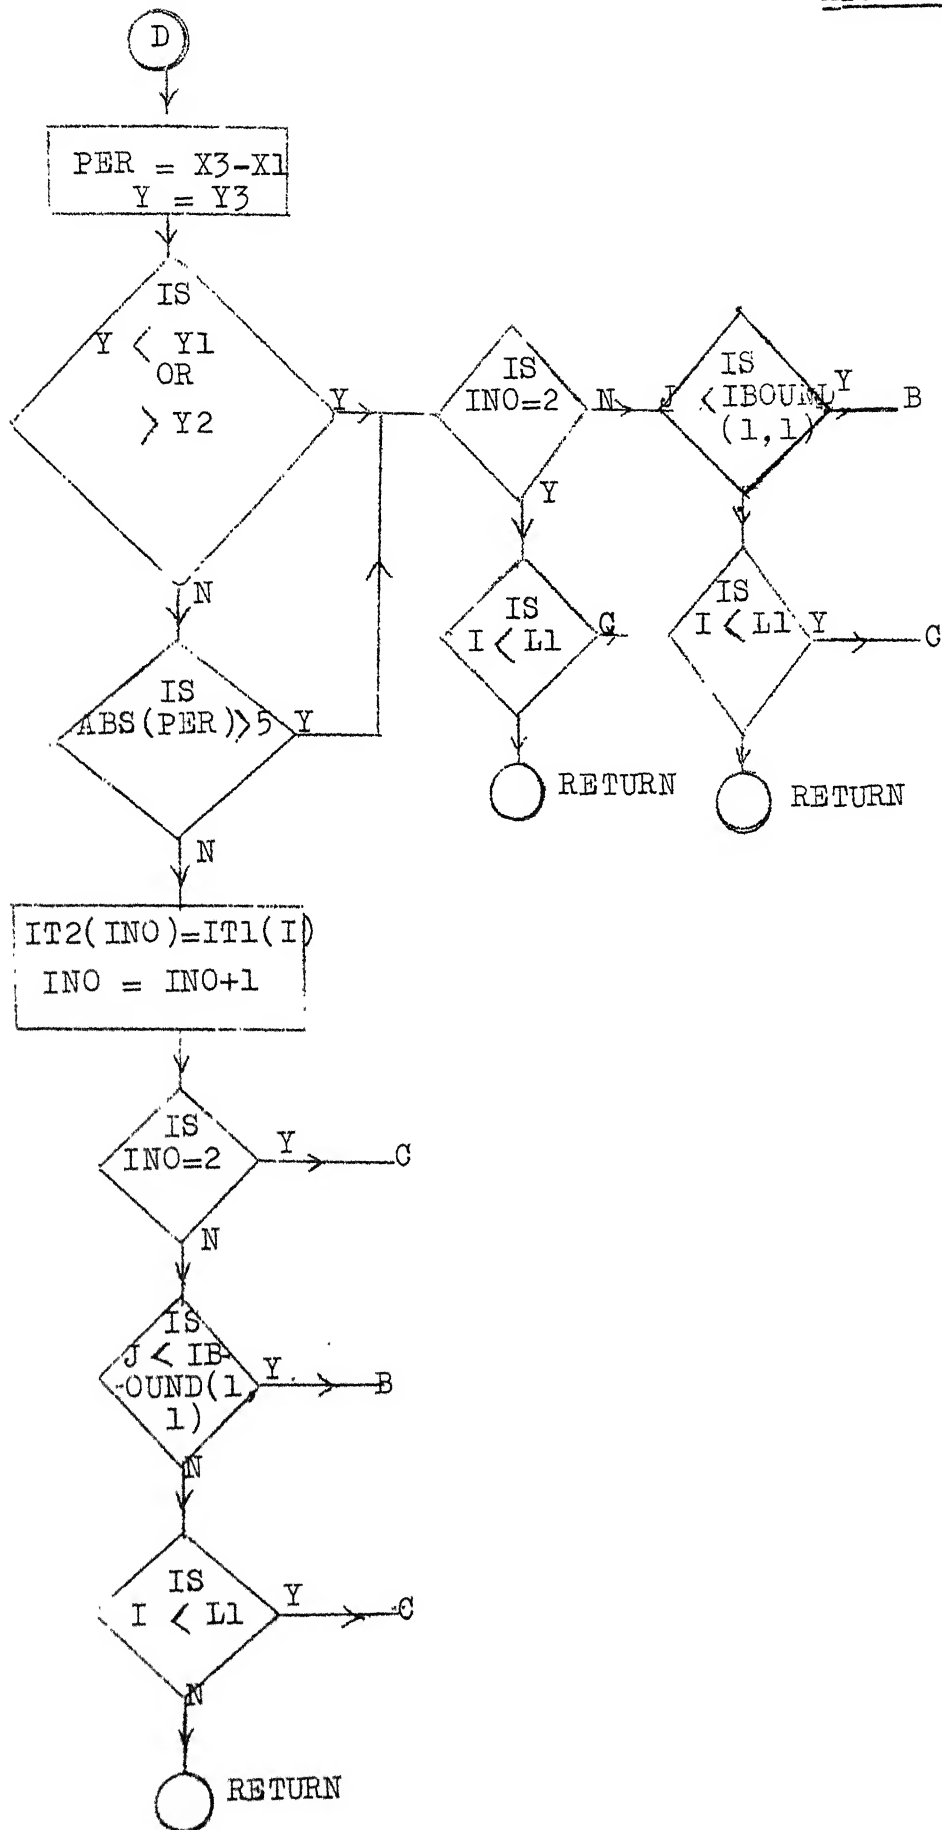 D
PER = X3-X1
Y = Y3
IS
Y < Y1
OR
> Y2
Y
N
IS
INO=2
N
Y
IS
J < IBOUND
(1,1)
Y
B
IS
I < L1
C
RETURN
IS
I < L1
Y
C
RETURN
IS
ABS(PER)>5
Y
N
IT2(INO)=IT1(I)
INO = INO+1
IS
INO=2
Y
C
N
IS
J < IB-
OUND(1,
1)
Y
B
N
IS
I < L1
Y
C
N
RETURN